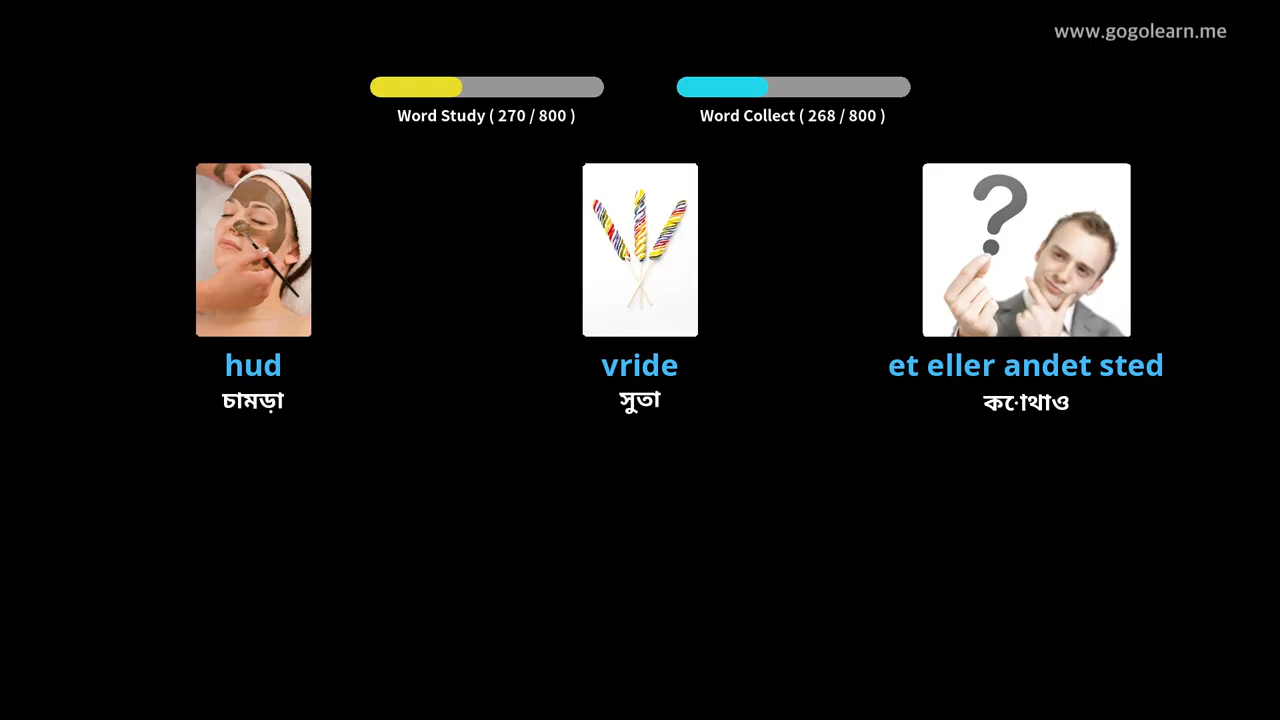 www.gogolearn.me
Word Study ( 270 / 800 )
Word Collect ( 268 / 800 )
hud
vride
et eller andet sted
চামড়া
সুতা
কোথাও